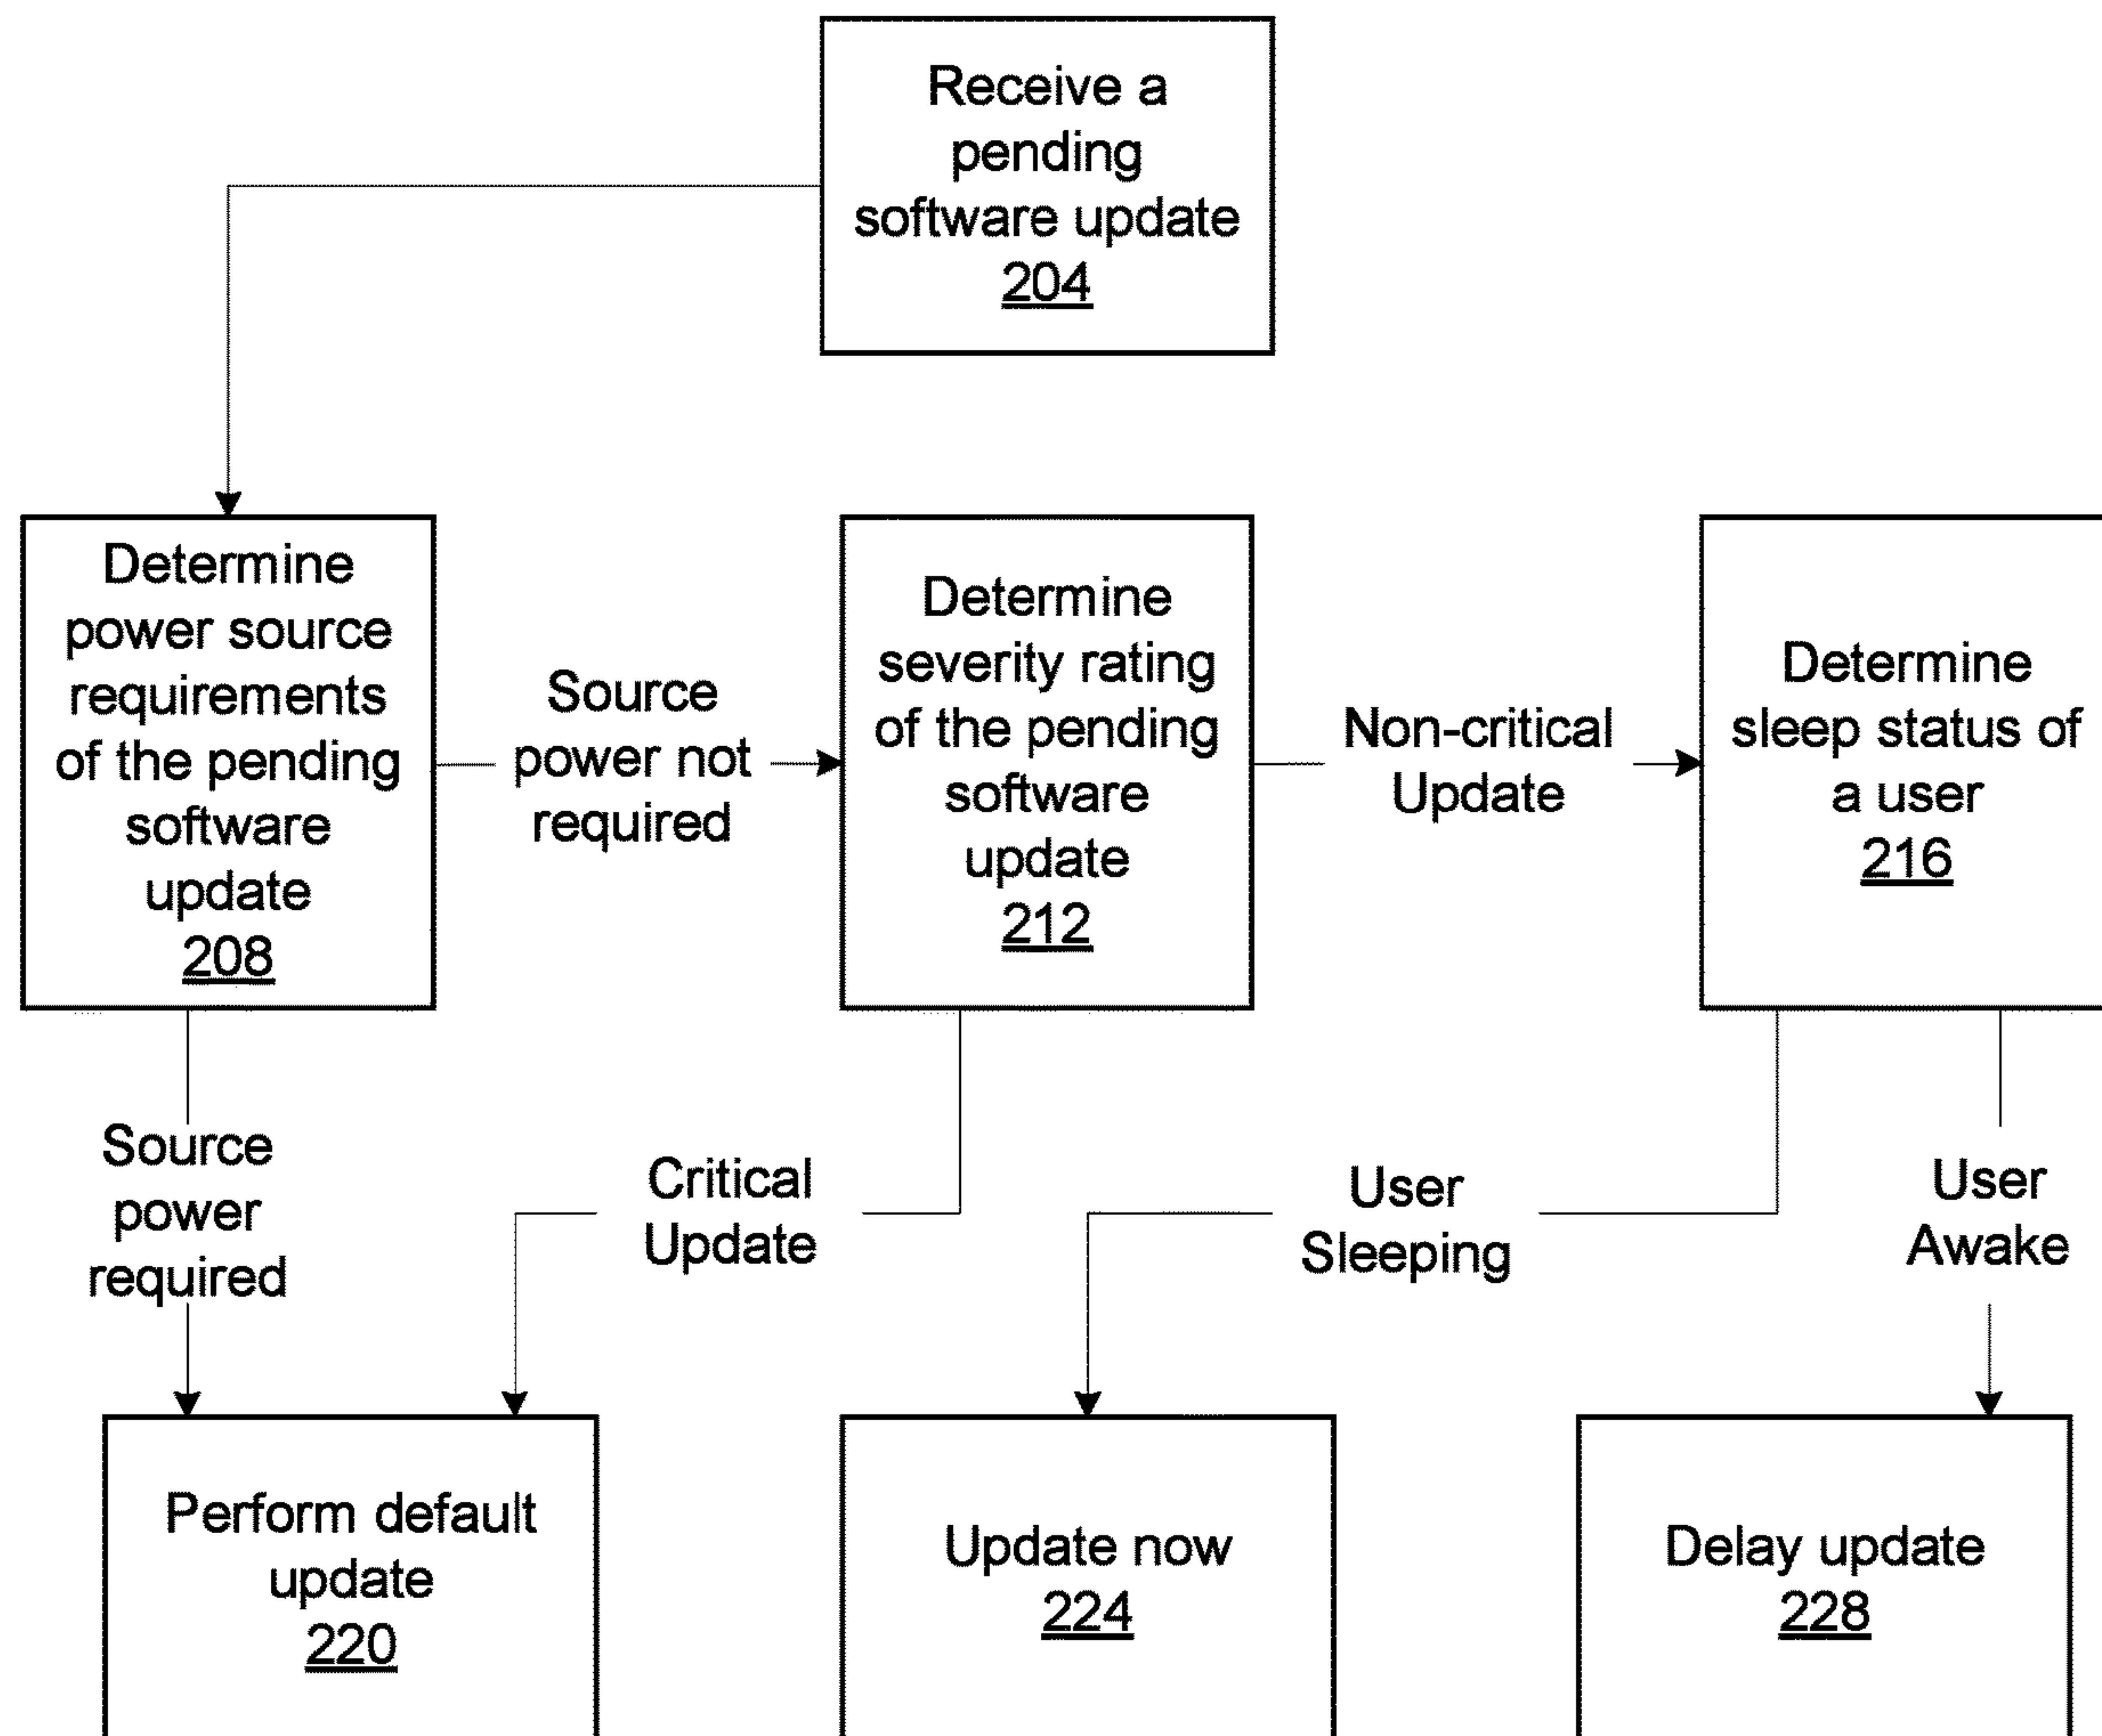 Receive a
pending
software update
204
Determine
power source
requirements
of the pending
software
update
208
Source
power not
required
Determine
severity rating
of the pending
software
update
212
Non-critical
Update
Determine
sleep status of
a user
216
Source
power
required
Critical
Update
User
Sleeping
User
Awake
Perform default
update
220
Update now
224
Delay update
228